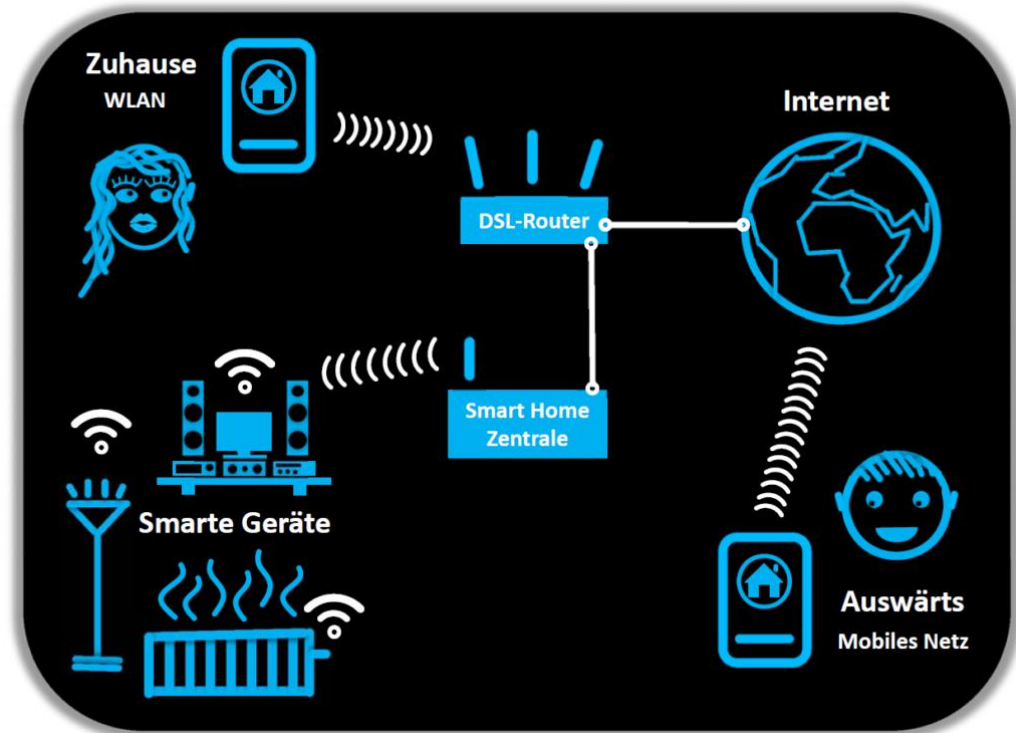 Zuhause
WLAN
Internet
DSL-Router
Smart Home
Zentrale
Smarte Geräte
Auswärts
Mobiles Netz